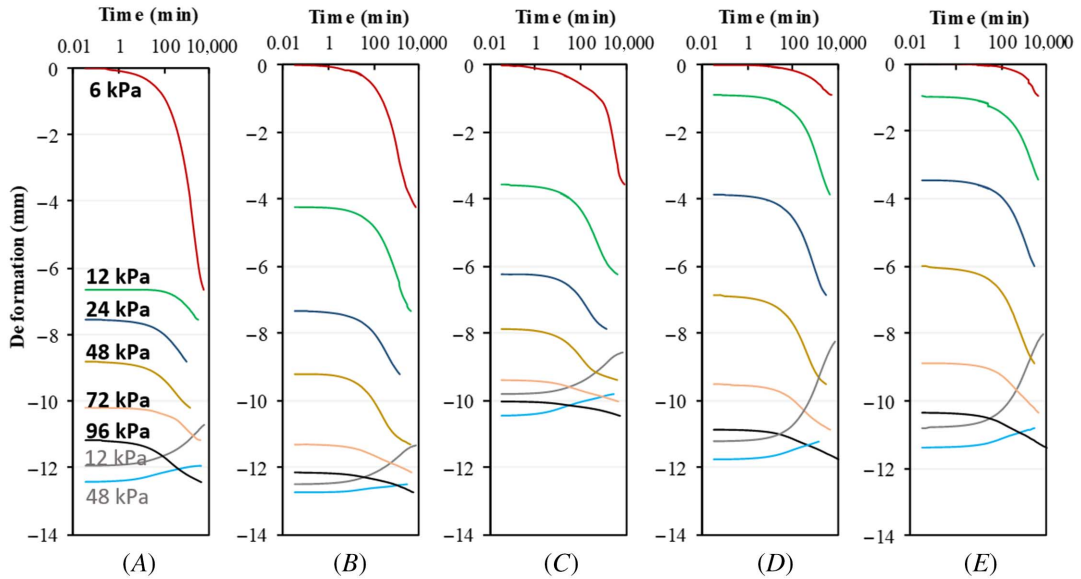 Time (min) Time (min) Time (min) Time (min) Time (min)
0.01 1 100 10,000 0.01 1 100 10,000 0.01 1 100 10,000 0.01 1 100 10,000 0.01 1 100 10,000
0 0 0 0 0
6 kPa
−2 −2 −2 −2 −2
−4 −4 −4 −4 −4
Deformation (mm)
−6 −6 −6 −6 −6
12 kPa
24 kPa
−8 −8 −8 −8 −8
48 kPa
−10 −10 −10 −10 −10
72 kPa
96 kPa
12 kPa
−12 −12 −12 −12 −12
48 kPa
−14 −14 −14 −14 −14
(A) (B) (C) (D) (E)